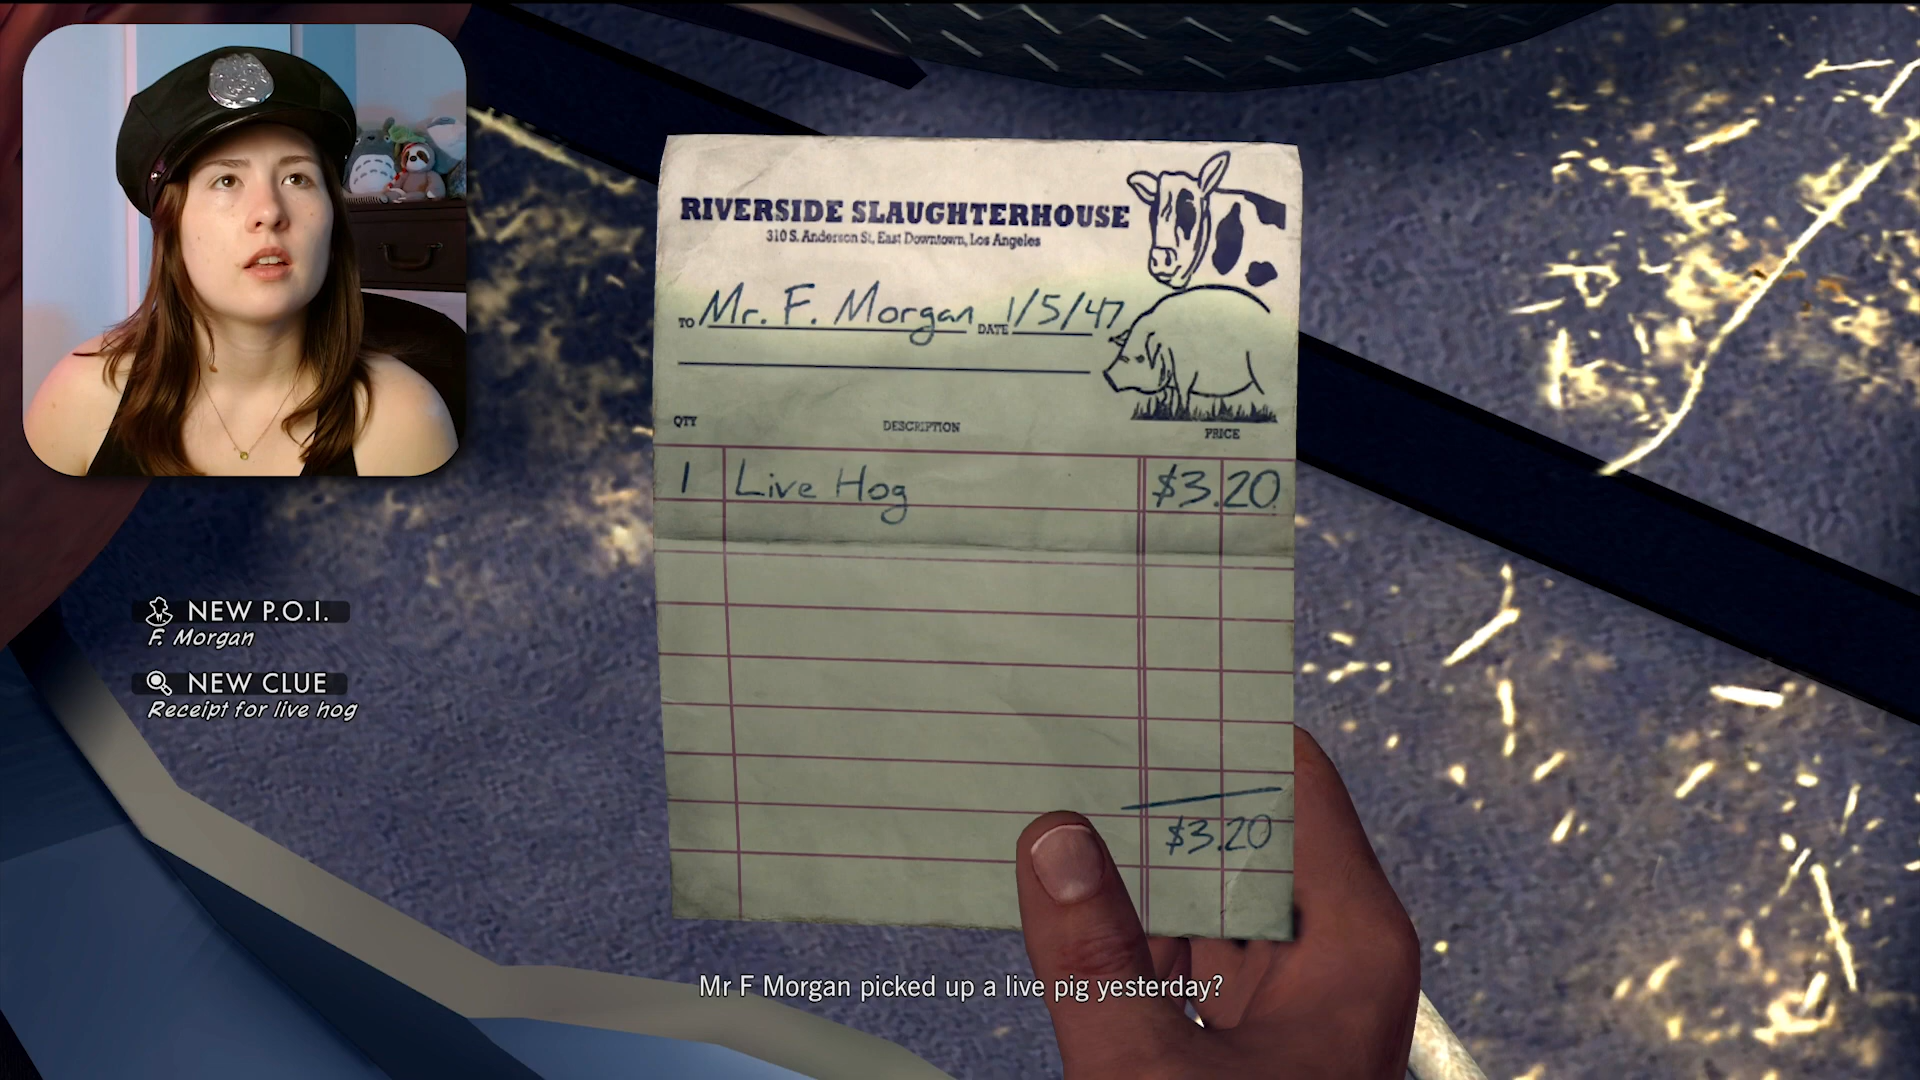 RIVERSIDE SLAUGHTERHOUSE
310 S. Anderson St, East Downtown, Los Angeles
TO Mr. F. Morgan DATE 1/5/47
QTY DESCRIPTION PRICE
1 Live Hog $3.20
$3.20
NEW P.O.I.
F. Morgan
NEW CLUE
Receipt for live hog
Mr F Morgan picked up a live pig yesterday?